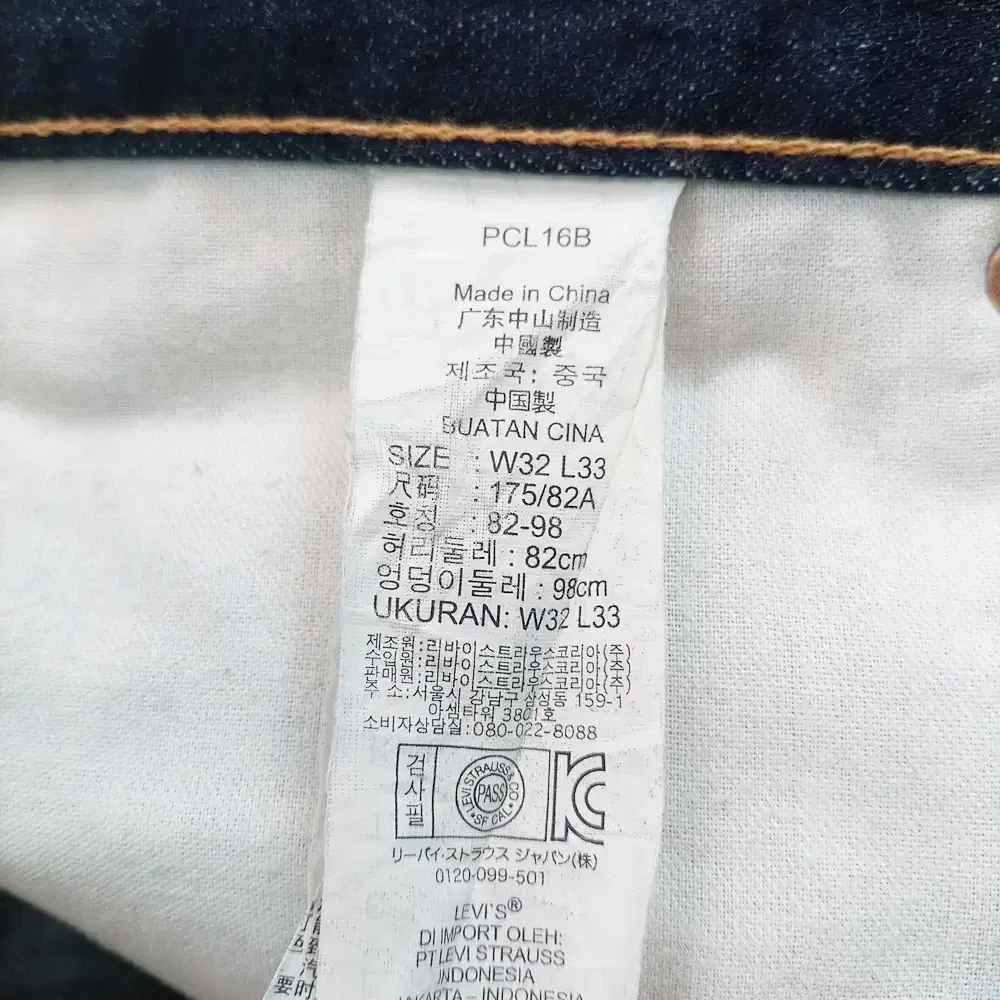 PCL16B
Made in China
广东中山制造
中國製
제조국: 중국
中国製
BUATAN CINA
SIZE : W32 L33
尺码 : 175/82A
호칭 : 82-98
허리둘레 : 82cm
엉덩이둘레 : 98cm
UKURAN: W32 L33
제조원:리바이스트라우스코리아(주)
수입원:리바이스트라우스코리아(주)
판매원:리바이스트라우스코리아(주)
주 소:서울시 강남구 삼성동 159-1
아셈타워 3801호
소비자상담실:080-022-8088
검사필
LEVI STRAUSS & CO
PASS
SF CAL
リーバイ・ストラウス ジャパン(株)
0120-099-501
LEVI'S®
DI IMPORT OLEH:
PT LEVI STRAUSS
INDONESIA
JAKARTA – INDONESIA
要时